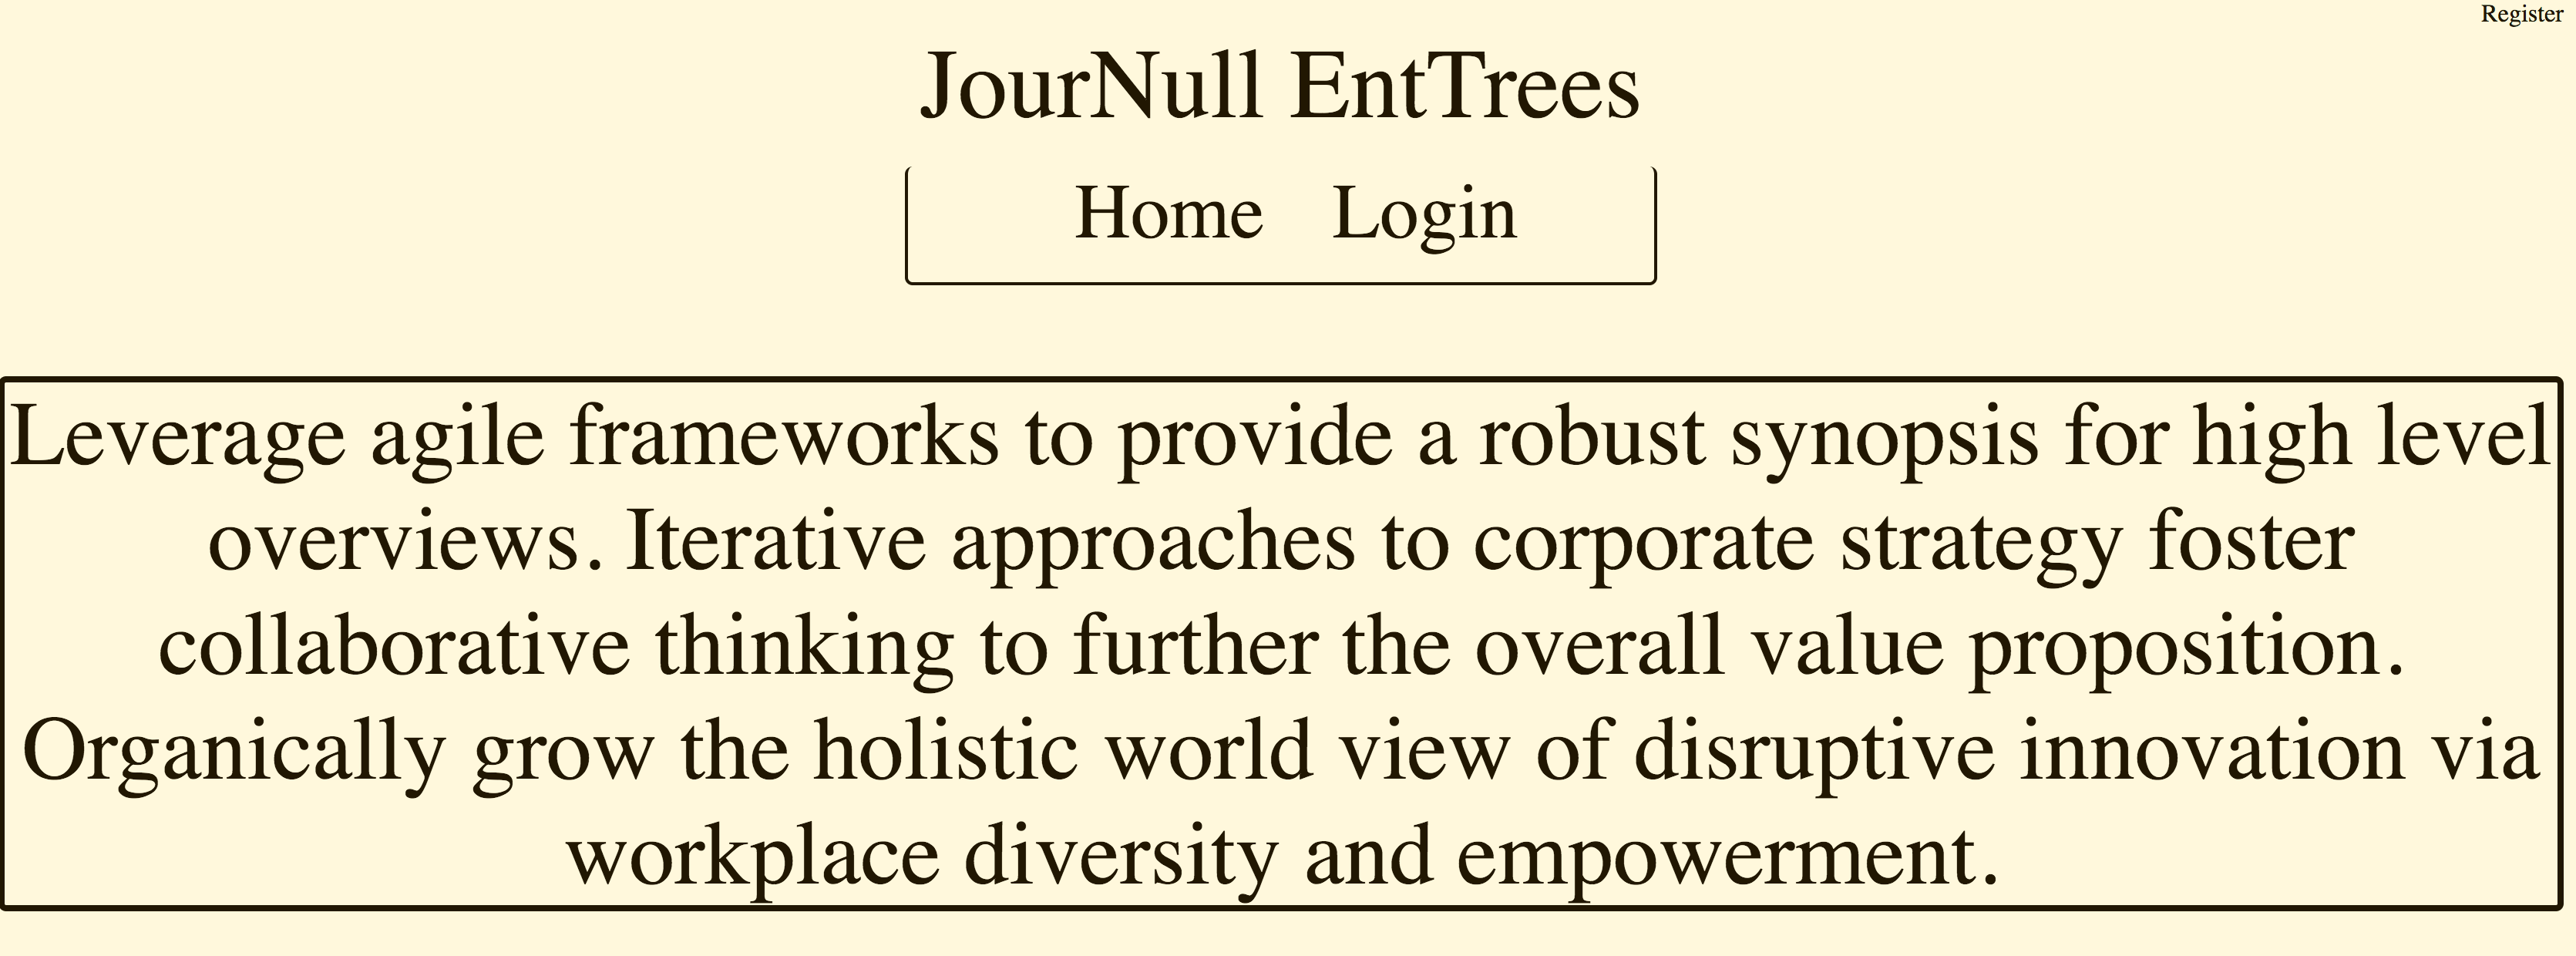 Register
JourNull EntTrees
Home Login
Leverage agile frameworks to provide a robust synopsis for high level
overviews. Iterative approaches to corporate strategy foster
collaborative thinking to further the overall value proposition.
Organically grow the holistic world view of disruptive innovation via
workplace diversity and empowerment.